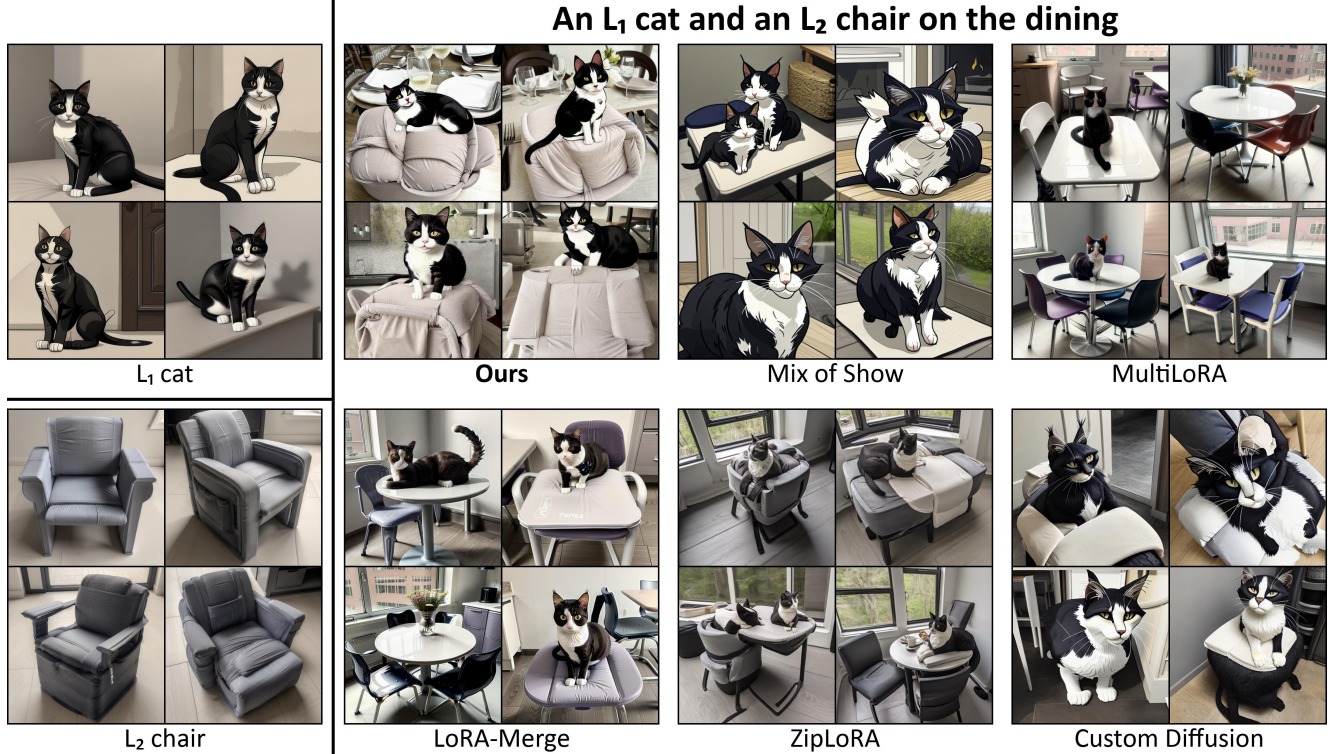 An L₁ cat and an L₂ chair on the dining
L₁ cat
Ours
Mix of Show
MultiLoRA
L₂ chair
LoRA-Merge
ZipLoRA
Custom Diffusion